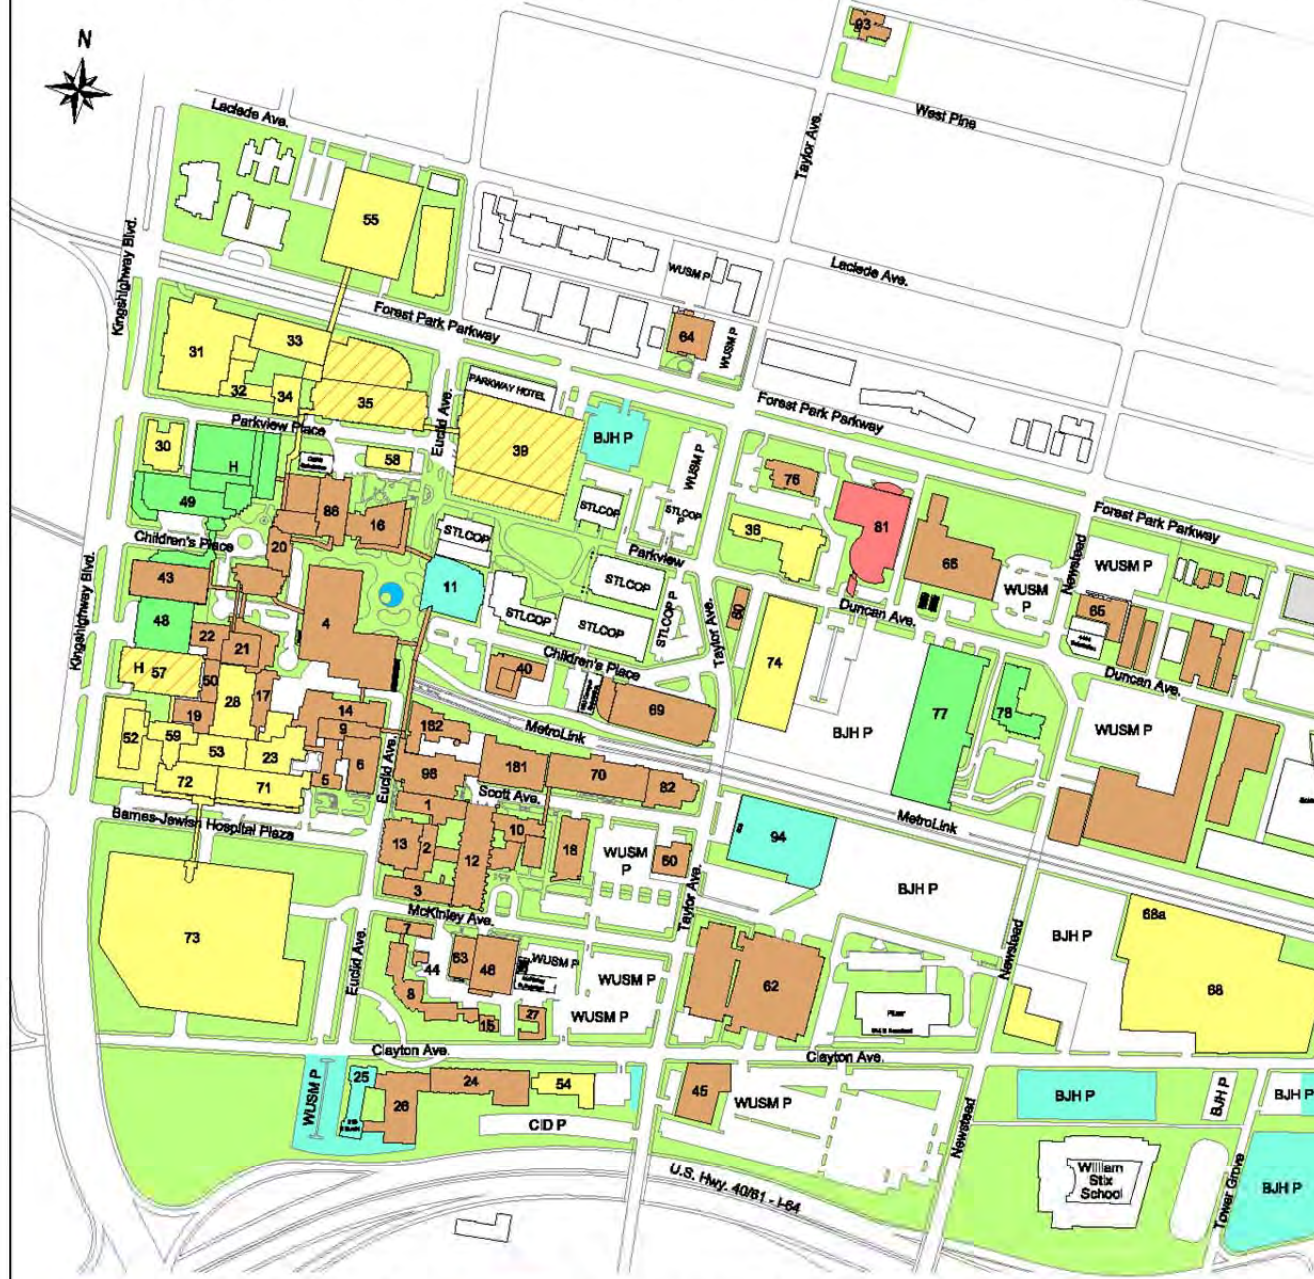 93
N
West Pine
Laclede Ave.
Taylor Ave.
55
Kingshighway Blvd.
WUSM P
Laclede Ave.
Forest Park Parkway
64
WUSM P
31
33
32
34
35
PARKWAY HOTEL
Forest Park Parkway
Parkview Place
Euclid Ave.
30
H
58
39
BJH P
WUSM P
76
49
STLCOP
STLCOP
P
81
Forest Park Parkway
88
16
STLCOP
36
Children's Place
20
Parkview
66
Newstead
WUSM P
43
11
STLCOP
WUSM
P
Kingshighway Blvd.
4
STLCOP
STLCOP
STLCOP P
Taylor Ave.
60
Duncan Ave.
65
48
22
21
74
H 57
50
40
Children's Place
Duncan Ave.
28
17
19
14
69
77
78
52
59
9
182
MetroLink
BJH P
WUSM P
53
23
6
5
Euclid Ave.
98
181
70
82
72
71
Scott Ave.
Barnes-Jewish Hospital Plaza
1
MetroLink
13
2
12
10
18
WUSM
P
60
94
3
Taylor Ave.
BJH P
McKinley Ave.
73
7
Euclid Ave.
44
63
46
WUSM P
Newstead
BJH P
68a
WUSM P
62
8
68
15
27
WUSM P
Clayton Ave.
Clayton Ave.
WUSM P
25
24
54
45
WUSM P
BJH P
BJH P
BJH P
26
CID P
Newstead
William
Stix
School
U.S. Hwy. 40/61 - I-64
Tower Grove
BJH P